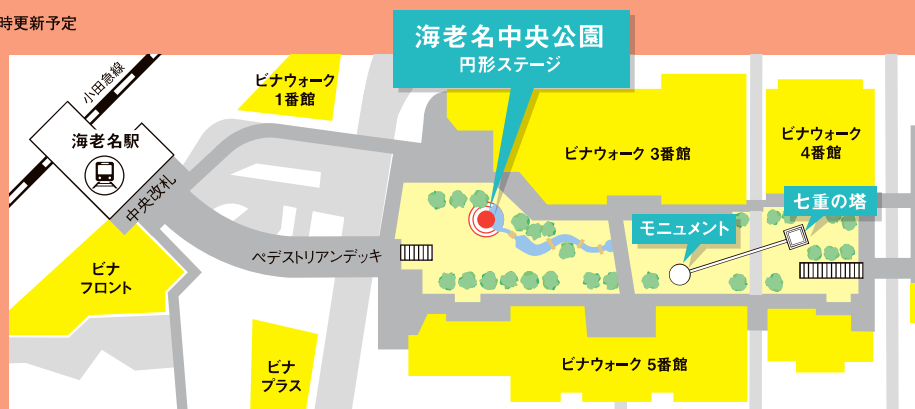 時更新予定
海老名中央公園
円形ステージ
小田急線
ビナウォーク
1番館
海老名駅
中央改札
ビナウォーク 3番館
ビナウォーク
4番館
七重の塔
モニュメント
ペデストリアンデッキ
ビナ
フロント
ビナ
プラス
ビナウォーク 5番館